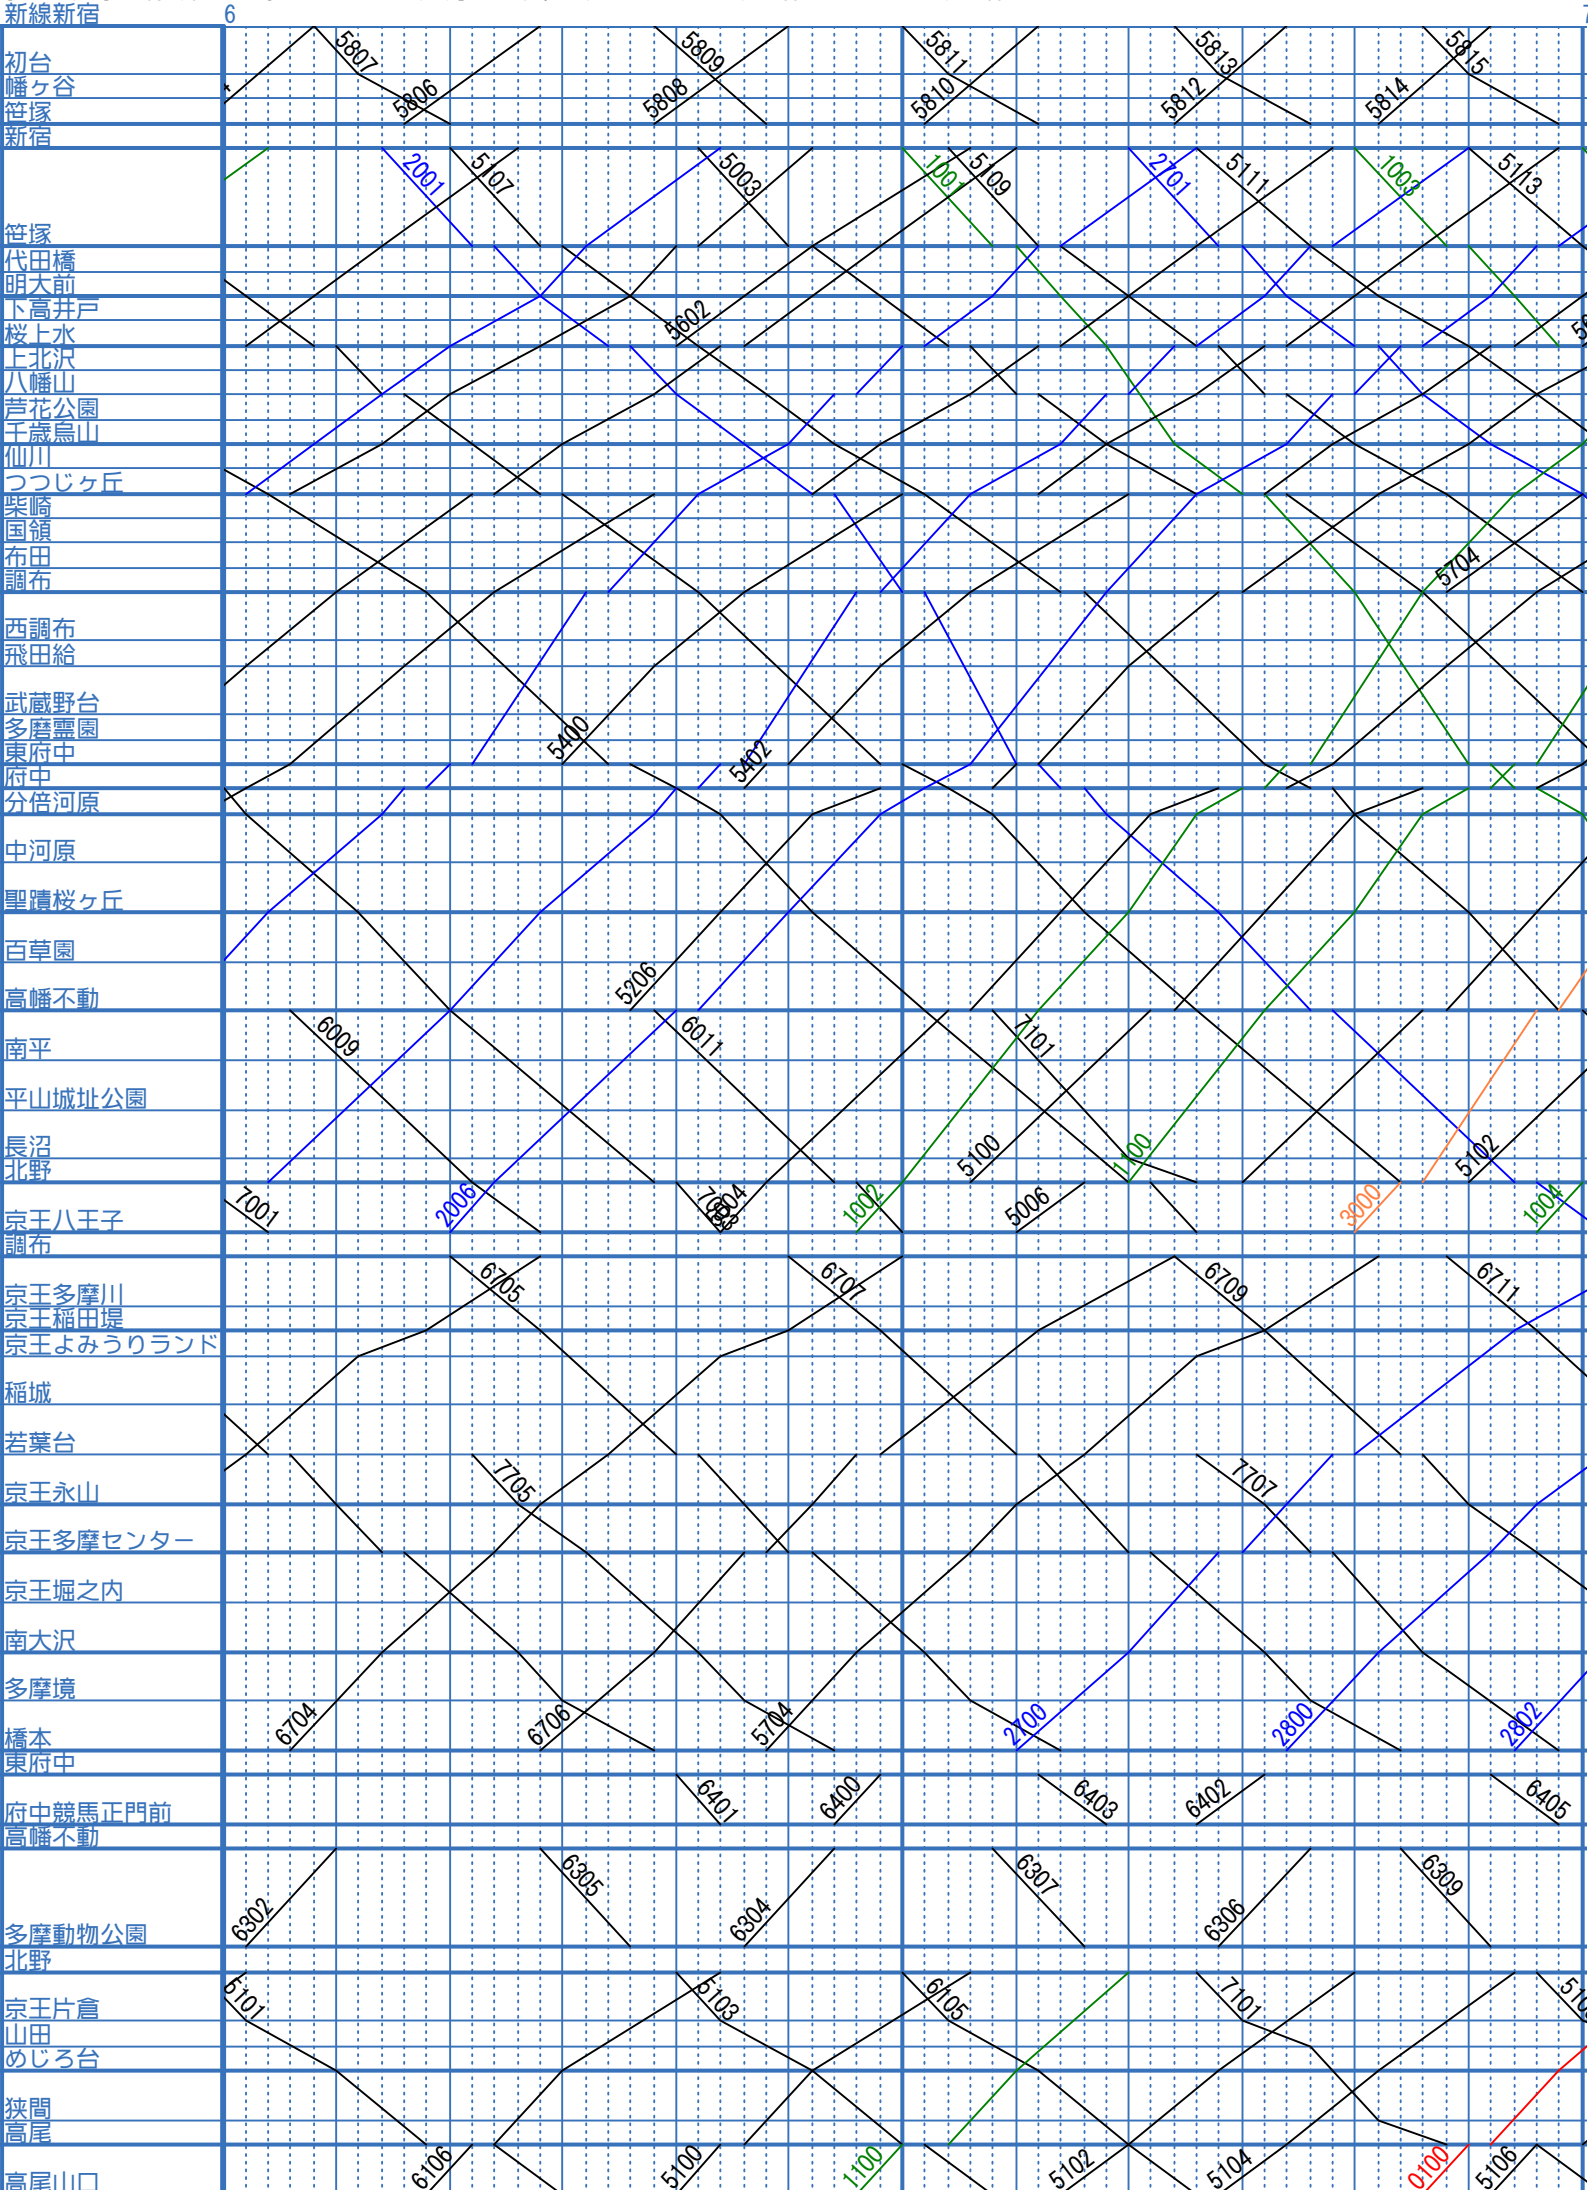 新線新宿 6 7
初台 5807 5809 5811 5813 5815
幡ヶ谷 5806 5808 5810 5812 5814
笹塚
新宿
2001 5107 5003 1001 5109 2701 5111 1003 5113
笹塚
代田橋
明大前
下高井戸
桜上水 5602
上北沢
八幡山
芦花公園
千歳烏山
仙川
つつじヶ丘
柴崎
国領
布田
調布 5704
西調布
飛田給
武蔵野台
多磨霊園
東府中 5400 5402
府中
分倍河原
中河原
聖蹟桜ヶ丘
百草園
高幡不動 5206
南平 6009 6011 7101
平山城址公園
長沼
北野 5100 1100 5102
京王八王子 7001 2006 1002 5006 3000 1004
調布
京王多摩川 6705 6707 6709 6711
京王稲田堤
京王よみうりランド
稲城
若葉台
京王永山 7705 7707
京王多摩センター
京王堀之内
南大沢
多摩境
橋本 6704 6706 5704 2700 2800 2802
東府中
府中競馬正門前 6401 6400 6403 6402 6405
高幡不動
6305 6307 6309
多摩動物公園 6302 6304 6306
北野
京王片倉 5101 5103 6105 7101
山田
めじろ台
狭間
高尾
高尾山口 6106 5100 1100 5102 5104 0100 5106